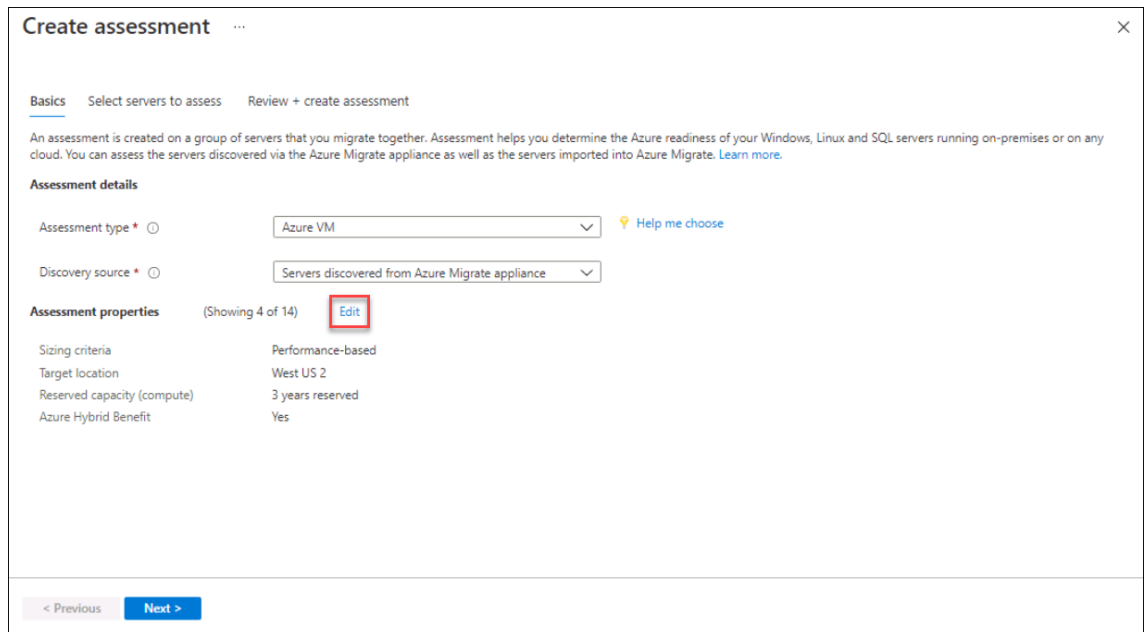 Create assessment ...
Basics Select servers to assess Review + create assessment
An assessment is created on a group of servers that you migrate together. Assessment helps you determine the Azure readiness of your Windows, Linux and SQL servers running on-premises or on any
cloud. You can assess the servers discovered via the Azure Migrate appliance as well as the servers imported into Azure Migrate. Learn more.
Assessment details
Assessment type * Azure VM Help me choose
Discovery source * Servers discovered from Azure Migrate appliance
Assessment properties (Showing 4 of 14) Edit
Sizing criteria Performance-based
Target location West US 2
Reserved capacity (compute) 3 years reserved
Azure Hybrid Benefit Yes
< Previous Next >